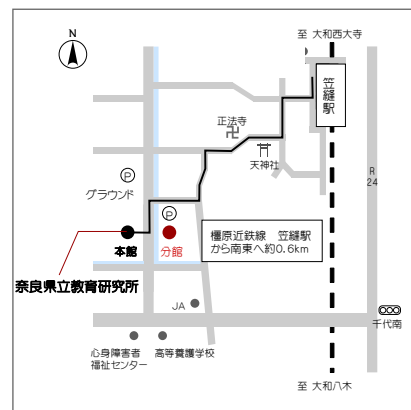 至 大和西大寺
N
笠縫駅
正法寺
天神社
R
24
P
グラウンド
P
本館
分館
橿原近鉄線 笠縫駅
から南東へ約0.6km
奈良県立教育研究所
JA
千代南
心身障害者
福祉センター
高等養護学校
至 大和八木